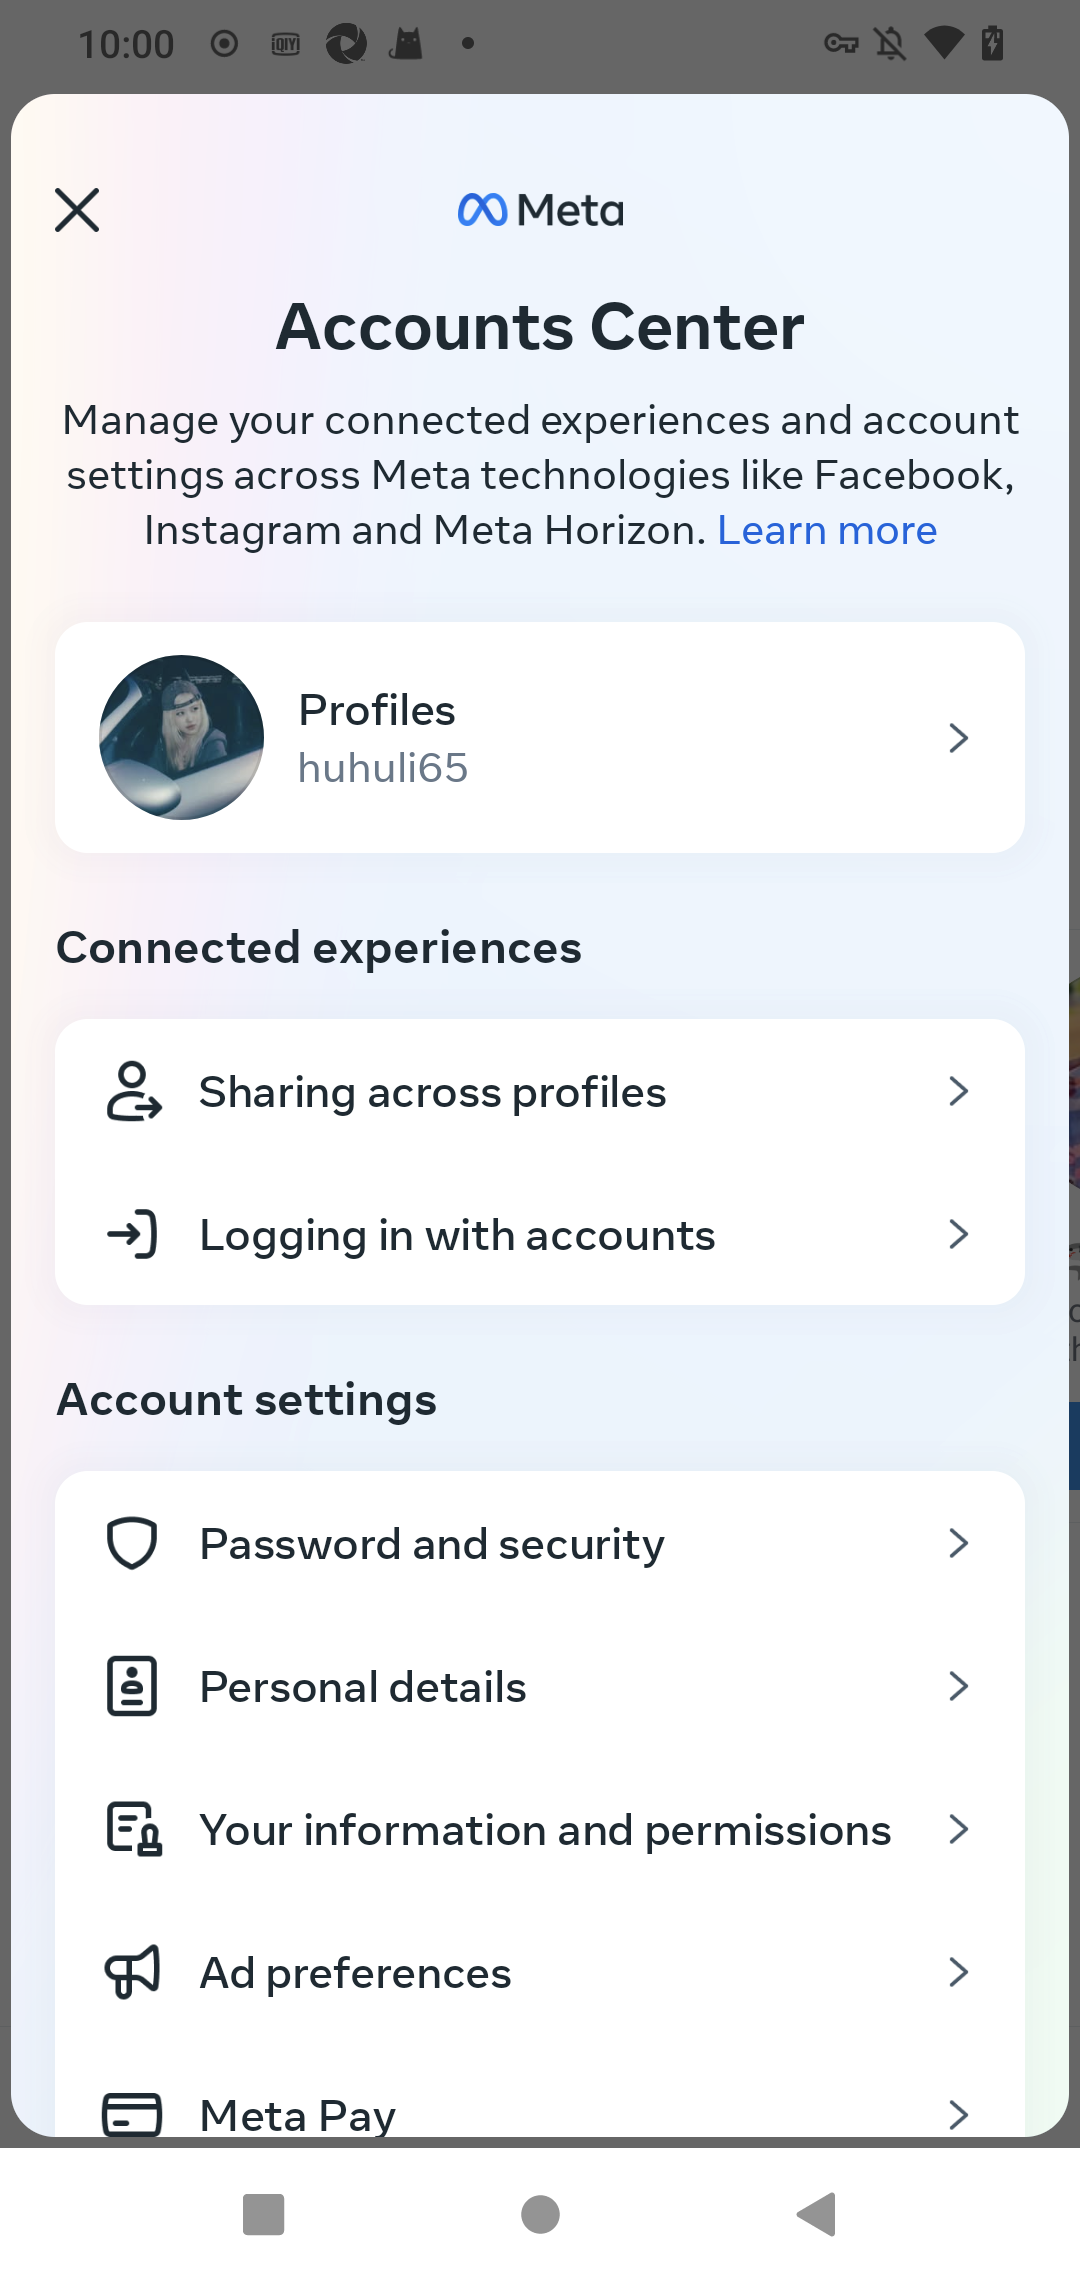 10:00
iQIYI
Meta
Accounts Center
Manage your connected experiences and account
settings across Meta technologies like Facebook,
Instagram and Meta Horizon. Learn more
Profiles
huhuli65
Connected experiences
Sharing across profiles
Logging in with accounts
Account settings
Password and security
Personal details
Your information and permissions
Ad preferences
Meta Pay